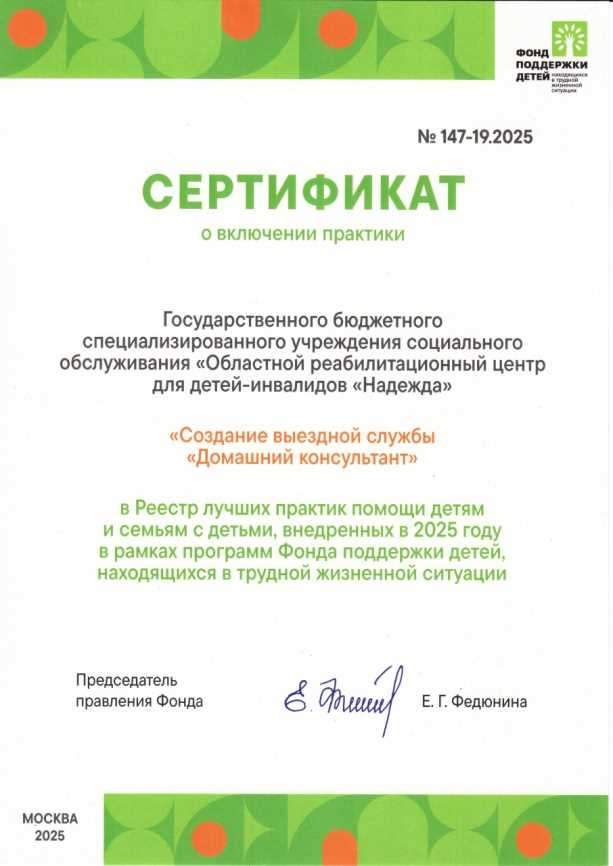 ФОНД
ПОДДЕРЖКИ
ДЕТЕЙ находящихся
в трудной
жизненной
ситуации
№ 147-19.2025
СЕРТИФИКАТ
о включении практики
Государственного бюджетного
специализированного учреждения социального
обслуживания «Областной реабилитационный центр
для детей-инвалидов «Надежда»
«Создание выездной службы
«Домашний консультант»
в Реестр лучших практик помощи детям
и семьям с детьми, внедренных в 2025 году
в рамках программ Фонда поддержки детей,
находящихся в трудной жизненной ситуации
Председатель
правления Фонда
Е. Г. Федюнина
МОСКВА
2025